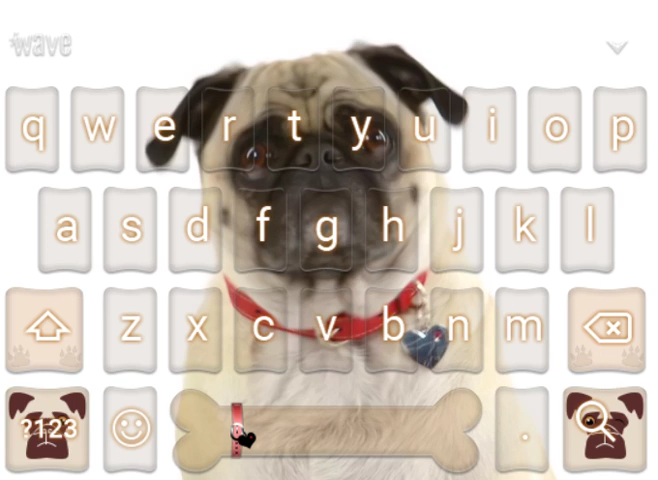 wave
q w e r t y u i o p
a s d f g h j k l
z x c v b n m
?123 .